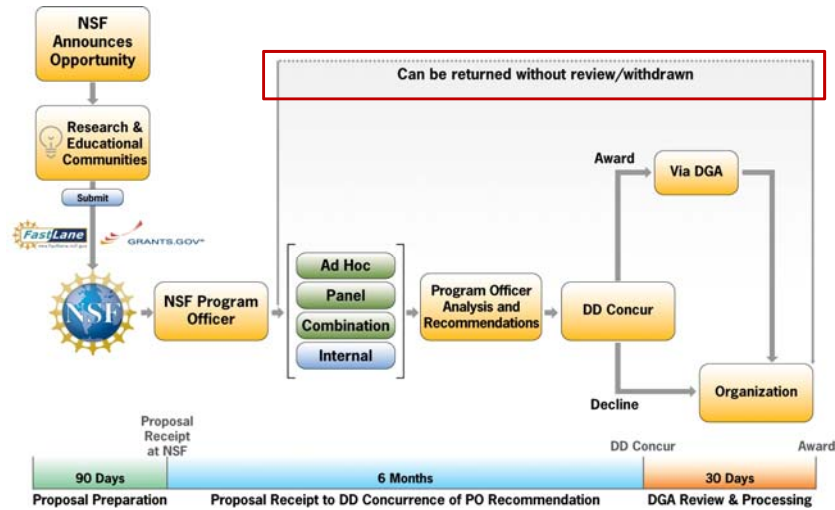 NSF
Announces
Opportunity
Can be returned without review/withdrawn
Research &
Educational
Communities
Submit
FastLane
GRANTS.GOV
NSF
NSF Program
Officer
Ad Hoc
Panel
Combination
Internal
Program Officer
Analysis and
Recommendations
DD Concur
Award
Via DGA
Decline
Organization
Proposal
Receipt
at NSF
DD Concur
Award
90 Days
6 Months
30 Days
Proposal Preparation
Proposal Receipt to DD Concurrence of PO Recommendation
DGA Review & Processing